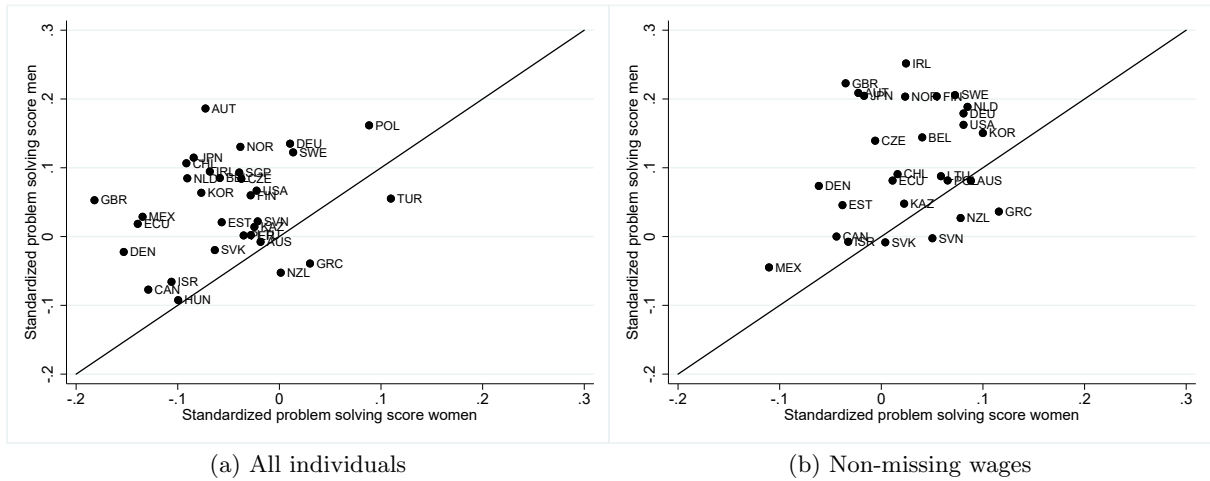 Standardized problem solving score men
.3
.2
.1
0
-.1
-.2
AUT
POL
NOR
DEU
SWE
JPN
CHL
IRL
SGP
NLD
BEL
CZE
KOR
USA
FIN
GBR
TUR
MEX
ECU
EST
SVN
KAZ
AUS
DEN
SVK
GRC
NZL
ISR
CAN
HUN
-.2 -.1 0 .1 .2 .3
Standardized problem solving score women
(a) All individuals
Standardized problem solving score men
.3
.2
.1
0
-.1
-.2
IRL
GBR
AUT
JPN
NOR
FIN
SWE
NLD
DEU
USA
KOR
CZE
BEL
CHL
ECU
LTU
AUS
DEN
EST
KAZ
GRC
NZL
CAN
ISR
SVK
SVN
MEX
-.2 -.1 0 .1 .2 .3
Standardized problem solving score women
(b) Non-missing wages